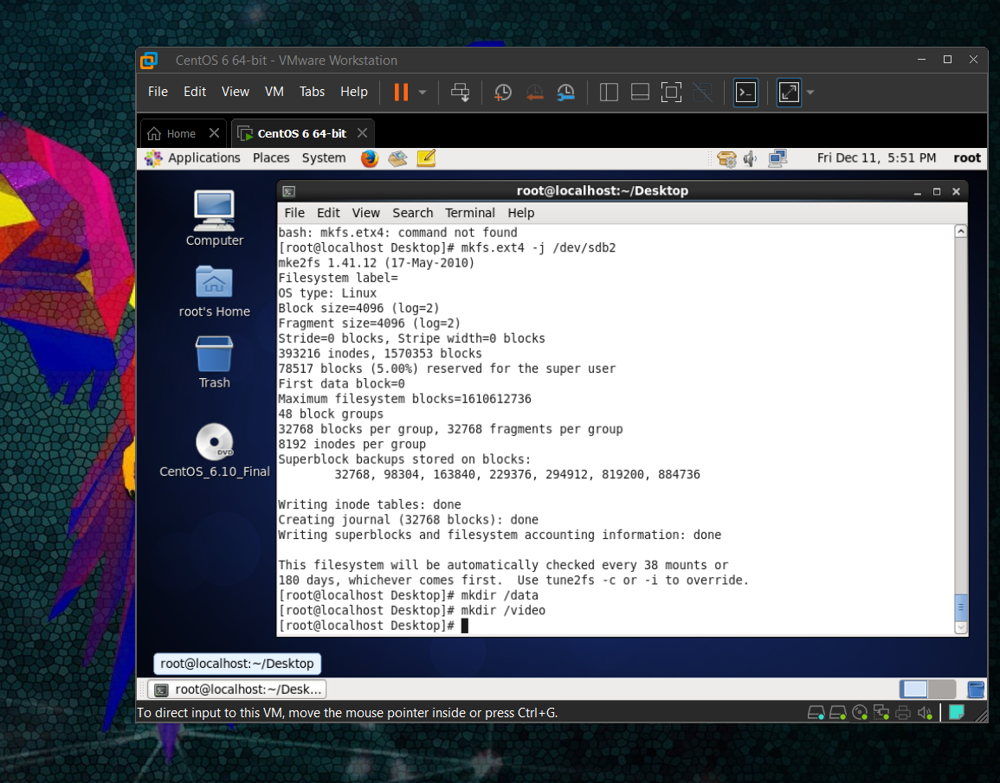 CentOS 6 64-bit - VMware Workstation
File Edit View VM Tabs Help
Home CentOS 6 64-bit
Applications Places System Fri Dec 11, 5:51 PM root
Computer
root's Home
Trash
DVD
CentOS_6.10_Final
root@localhost:~/Desktop
File Edit View Search Terminal Help
bash: mkfs.etx4: command not found
[root@localhost Desktop]# mkfs.ext4 -j /dev/sdb2
mke2fs 1.41.12 (17-May-2010)
Filesystem label=
OS type: Linux
Block size=4096 (log=2)
Fragment size=4096 (log=2)
Stride=0 blocks, Stripe width=0 blocks
393216 inodes, 1570353 blocks
78517 blocks (5.00%) reserved for the super user
First data block=0
Maximum filesystem blocks=1610612736
48 block groups
32768 blocks per group, 32768 fragments per group
8192 inodes per group
Superblock backups stored on blocks:
32768, 98304, 163840, 229376, 294912, 819200, 884736
Writing inode tables: done
Creating journal (32768 blocks): done
Writing superblocks and filesystem accounting information: done
This filesystem will be automatically checked every 38 mounts or
180 days, whichever comes first.  Use tune2fs -c or -i to override.
[root@localhost Desktop]# mkdir /data
[root@localhost Desktop]# mkdir /video
[root@localhost Desktop]#
root@localhost:~/Desktop
root@localhost:~/Desk...
To direct input to this VM, move the mouse pointer inside or press Ctrl+G.